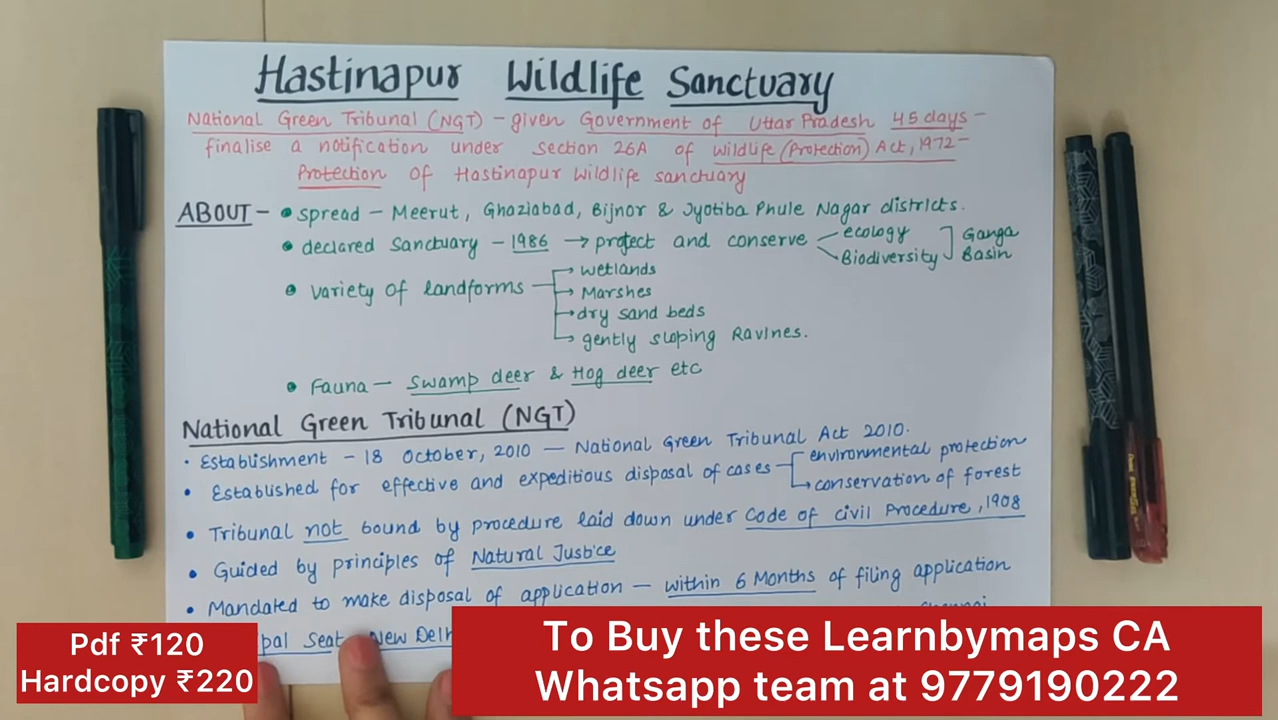 Hastinapur Wildlife Sanctuary
National Green Tribunal (NGT) - given Government of Uttar Pradesh 45 days -
finalise a notification under section 26A of Wildlife (Protection) Act, 1972 -
Protection of Hastinapur Wildlife sanctuary
ABOUT - • spread - Meerut, Ghaziabad, Bijnor & Jyotiba Phule Nagar districts.
• declared Sanctuary - 1986 → protect and conserve ecology Biodiversity Ganga Basin
• variety of landforms
→ wetlands
→ Marshes
→ dry sand beds
→ gently sloping Ravines.
• Fauna - Swamp deer & Hog deer etc
National Green Tribunal (NGT)
• Establishment - 18 October, 2010 - National Green Tribunal Act 2010.
• Established for effective and expeditious disposal of cases environmental protection
→ conservation of forest
• Tribunal not bound by procedure laid down under Code of Civil Procedure, 1908
• Guided by principles of Natural Justice
• Mandated to make disposal of application - within 6 Months of filing application
pal Seat New Delh
Pdf ₹120
Hardcopy ₹220
To Buy these Learnbymaps CA
Whatsapp team at 9779190222